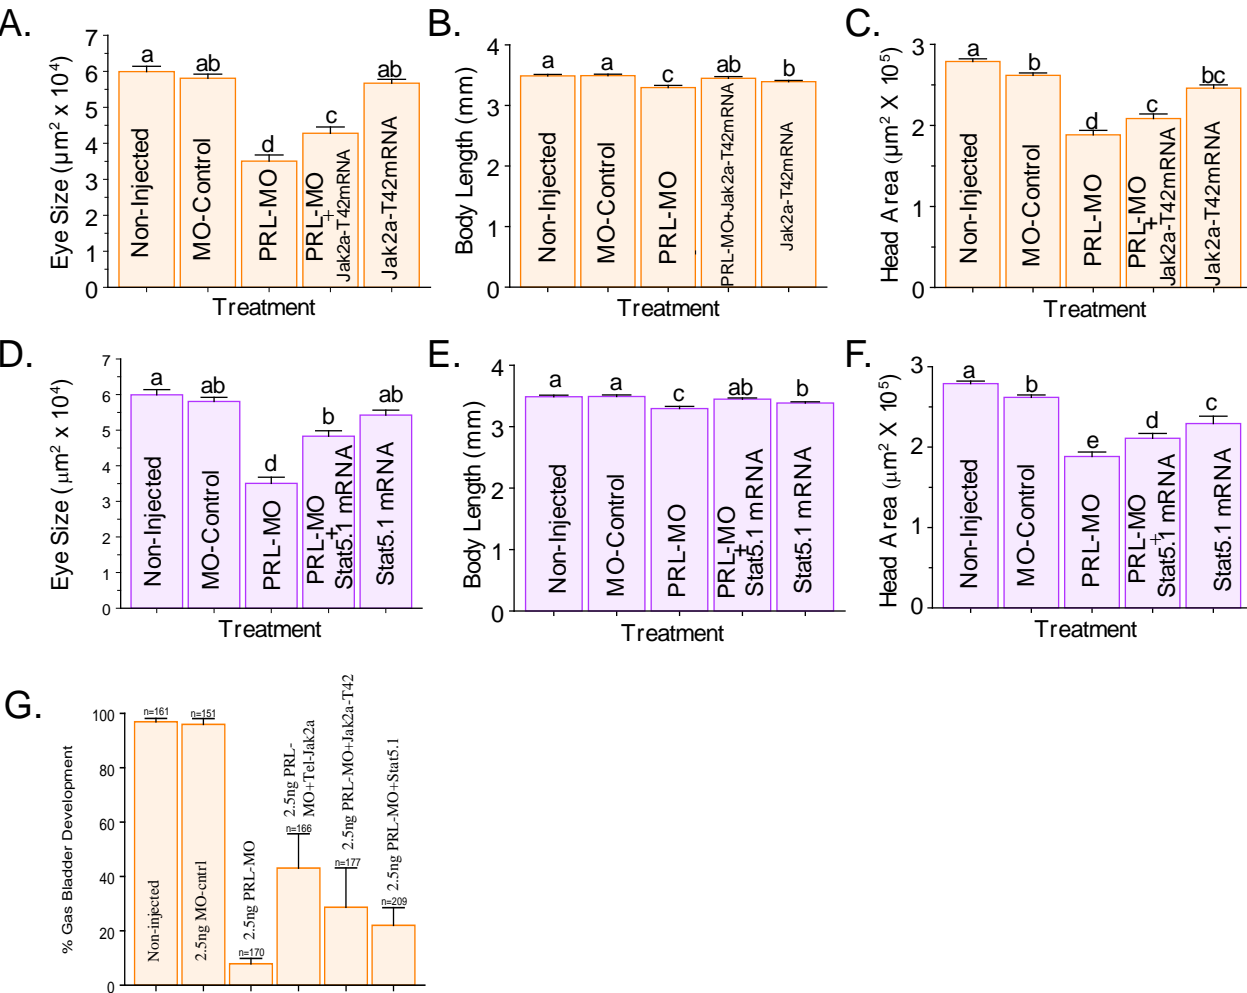 A.
Eye Size (µm² x 10⁴)
7
6
5
4
3
2
1
0
a
ab
d
c
ab
Non-Injected
MO-Control
PRL-MO
PRL-MO
+
Jak2a-T42mRNA
Jak2a-T42mRNA
Treatment
B.
Body Length (mm)
4
3
2
1
0
a
a
c
ab
b
Non-Injected
MO-Control
PRL-MO
PRL-MO+Jak2a-T42mRNA
Jak2a-T42mRNA
Treatment
C.
Head Area (µm² X 10⁵)
3
2
1
0
a
b
d
c
bc
Non-Injected
MO-Control
PRL-MO
PRL-MO
+
Jak2a-T42mRNA
Jak2a-T42mRNA
Treatment
D.
Eye Size (µm² x 10⁴)
7
6
5
4
3
2
1
0
a
ab
d
b
ab
Non-Injected
MO-Control
PRL-MO
PRL-MO
+
Stat5.1 mRNA
Stat5.1 mRNA
Treatment
E.
Body Length (mm)
4
3
2
1
0
a
a
c
ab
b
Non-Injected
MO-Control
PRL-MO
PRL-MO
+
Stat5.1 mRNA
Stat5.1 mRNA
Treatment
F.
Head Area (µm² X 10⁵)
3
2
1
0
a
b
e
d
c
Non-Injected
MO-Control
PRL-MO
PRL-MO
+
Stat5.1 mRNA
Stat5.1 mRNA
Treatment
G.
% Gas Bladder Development
100
80
60
40
20
0
n=161
n=151
n=170
n=166
n=177
n=209
Non-injected
2.5ng MO-cntrl
2.5ng PRL-MO
2.5ng PRL-
MO+Tel-Jak2a
2.5ng PRL-MO+Jak2a-T42
2.5ng PRL-MO+Stat5.1